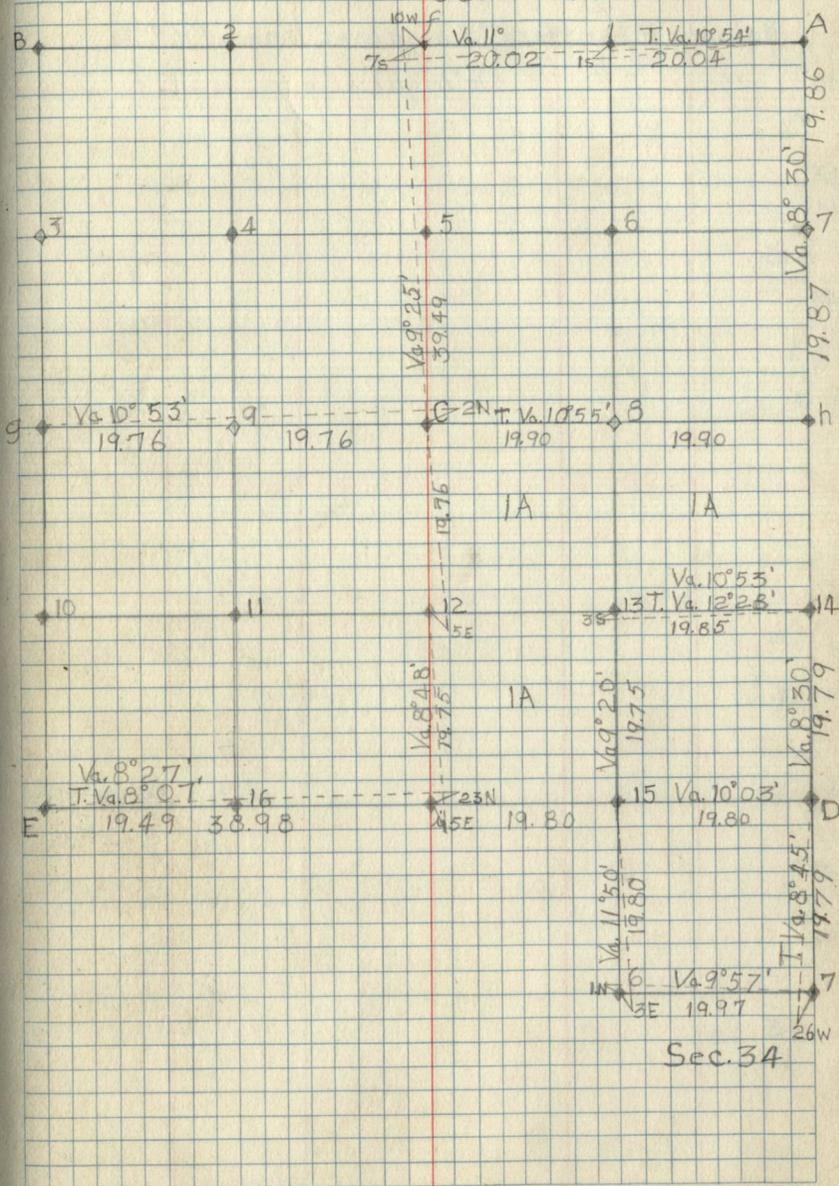 10W f
B 2 Va. 11° 1 T. Va. 10° 54' A
7s 20.02 1s 20.04
19.86
Va. 8° 30'
3 4 5 6 7
Va 9° 25'
39.49
19.87
g Va. 10° 53' 9 C 2N T. Va. 10° 55' 8 h
19.76 19.76 19.90 19.90
19.76
1A 1A
Va. 10° 53'
10 11 12 13 T. Va. 12° 28' 14
5E 3S 19.85
Va. 8° 48'
19.75
1A
Va 9° 20'
19.75
Va. 8° 30'
19.79
Va. 8° 27'
T. Va. 8° 07' 16 23N 15 Va. 10° 03' D
E 19.49 38.98 45E 19.80 19.80
Va. 11° 50'
19.80
T Va. 8° 45'
19.79
1N 6 Va 9° 57' 7
3E 19.97 26W
Sec. 34